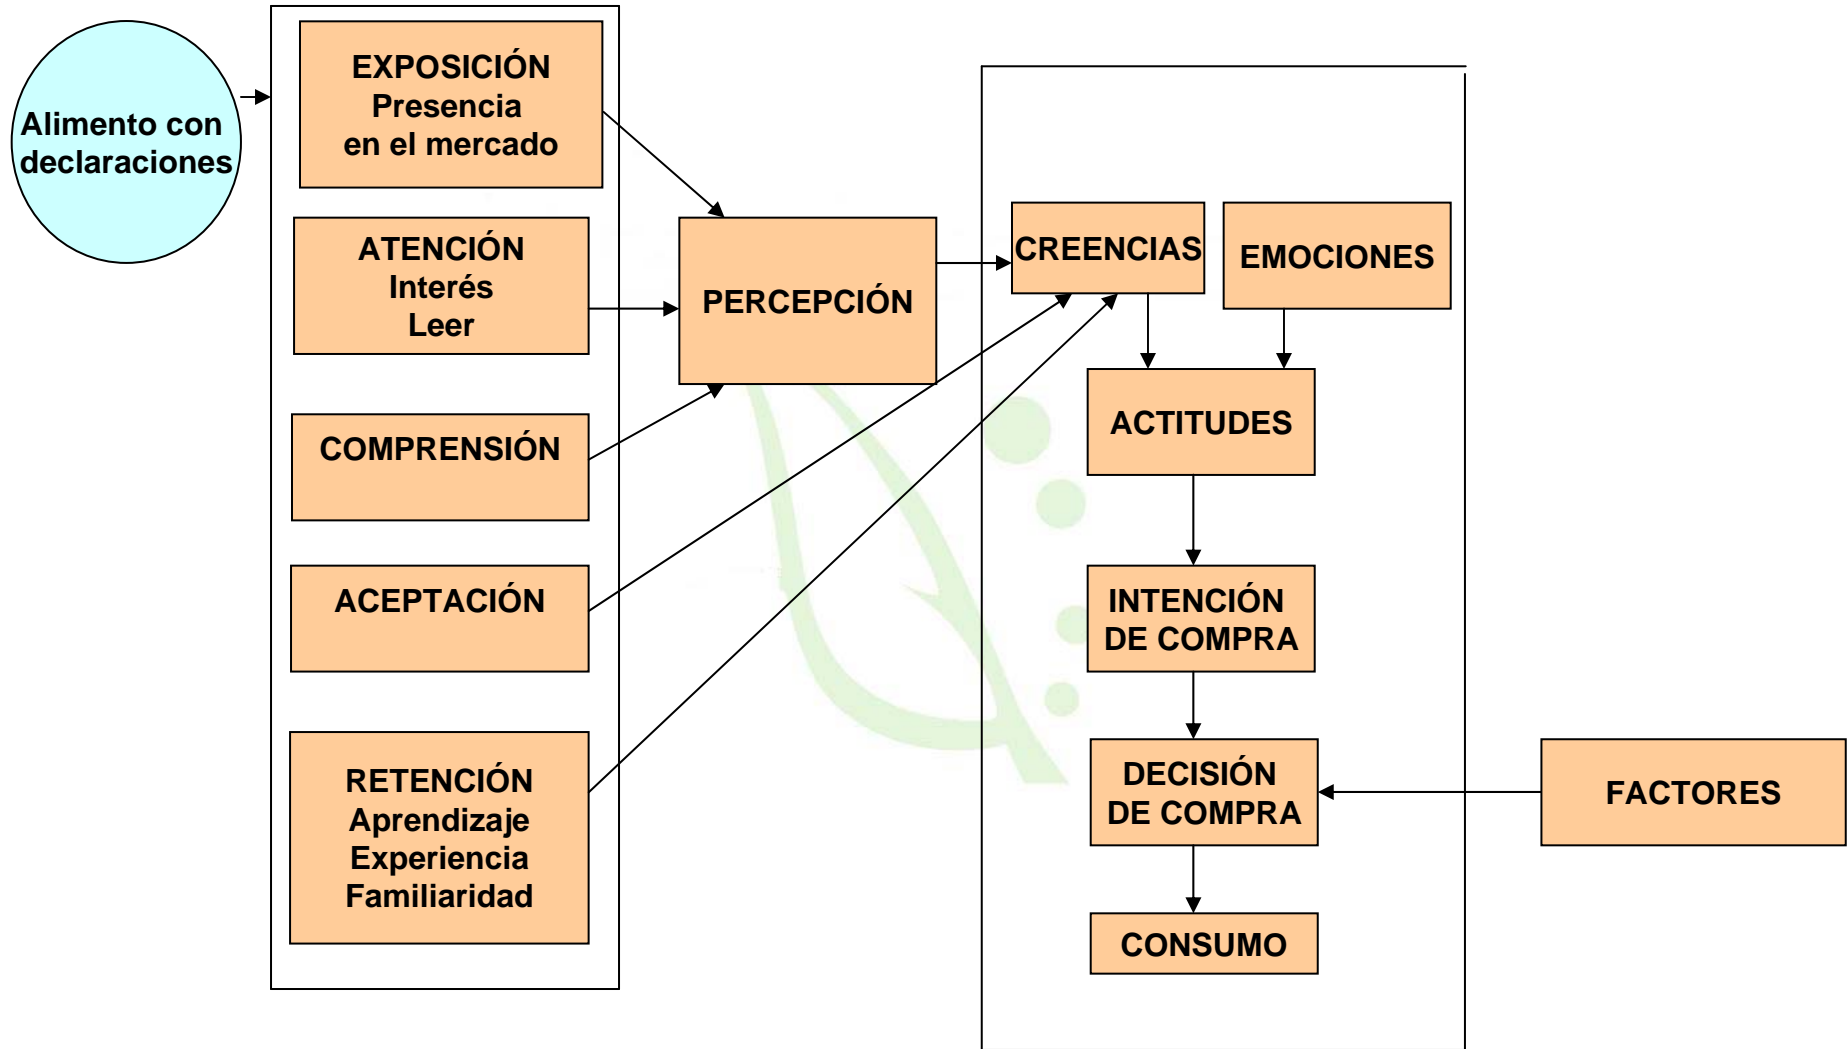 Alimento con
declaraciones
EXPOSICIÓN
Presencia
en el mercado
ATENCIÓN
Interés
Leer
COMPRENSIÓN
ACEPTACIÓN
RETENCIÓN
Aprendizaje
Experiencia
Familiaridad
PERCEPCIÓN
CREENCIAS
EMOCIONES
ACTITUDES
INTENCIÓN
DE COMPRA
DECISIÓN
DE COMPRA
CONSUMO
FACTORES